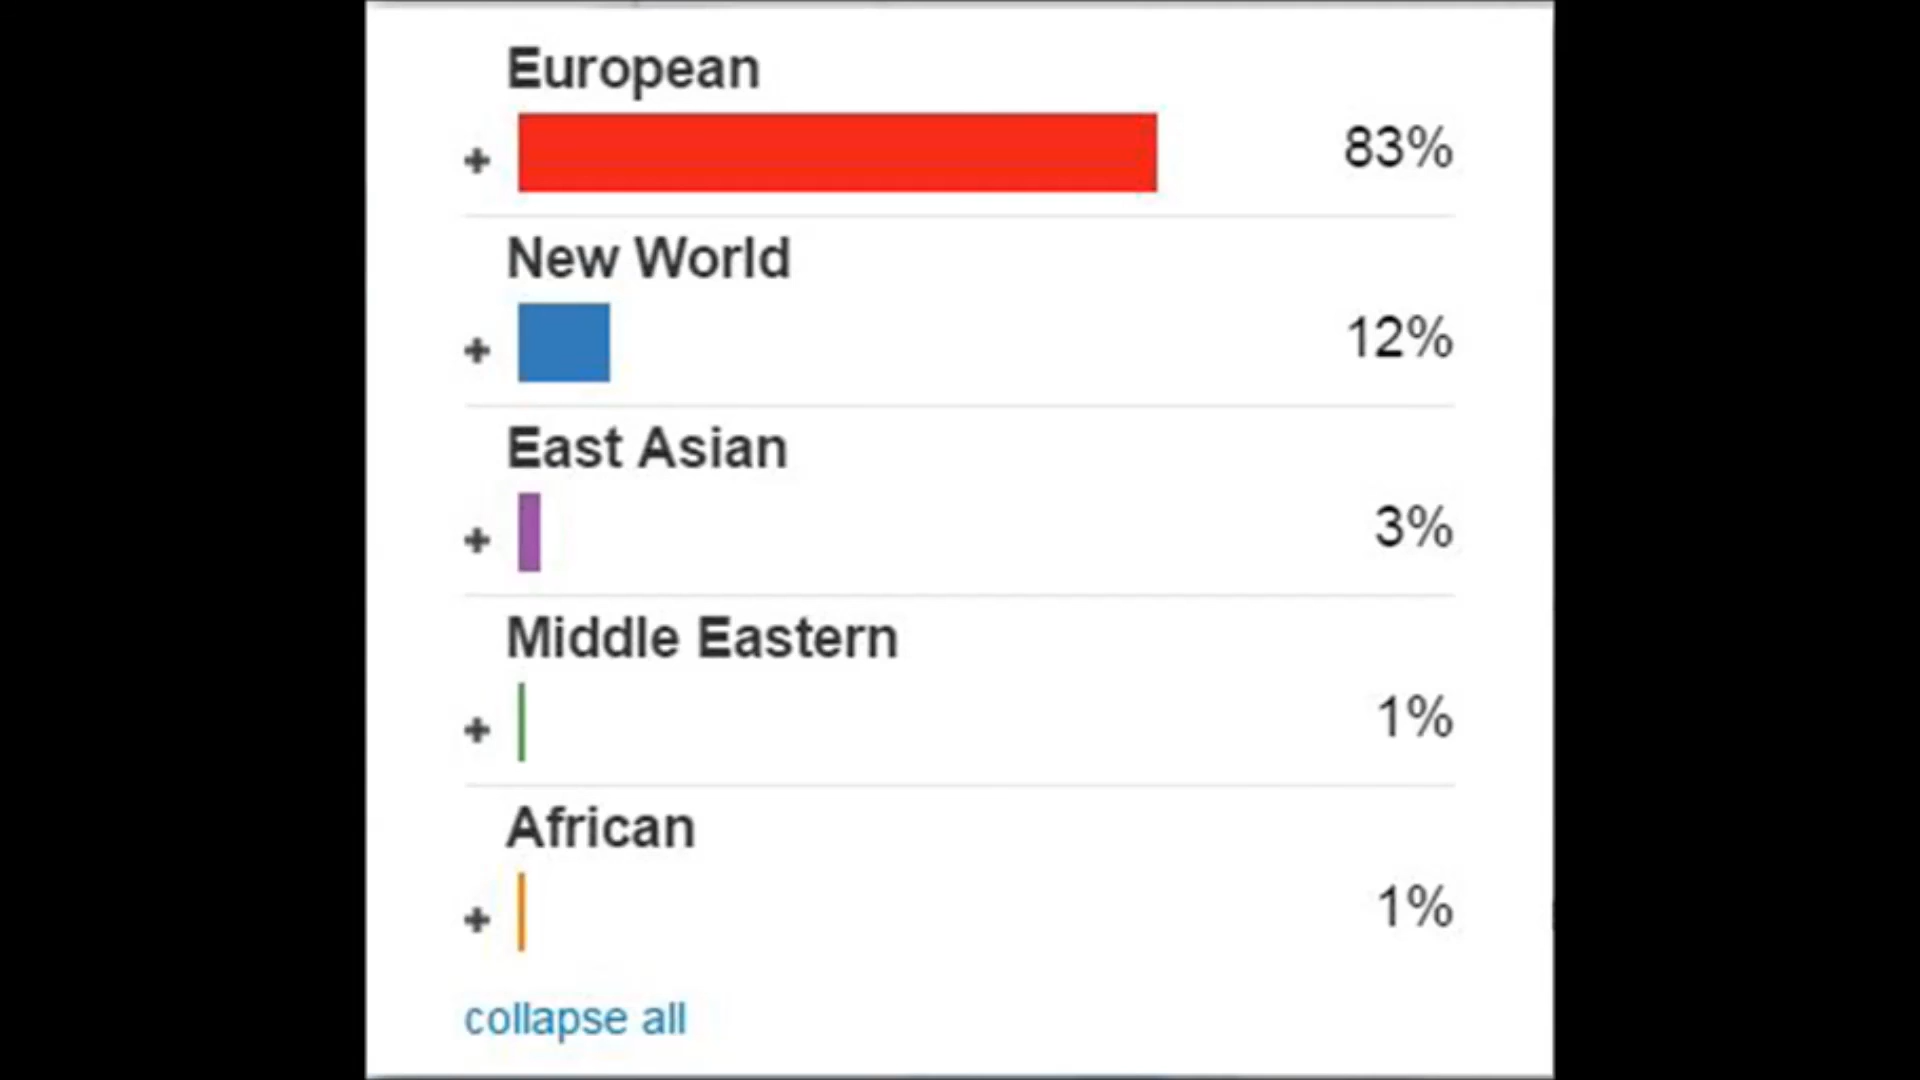 European
83%
New World
12%
East Asian
3%
Middle Eastern
1%
African
1%
collapse all